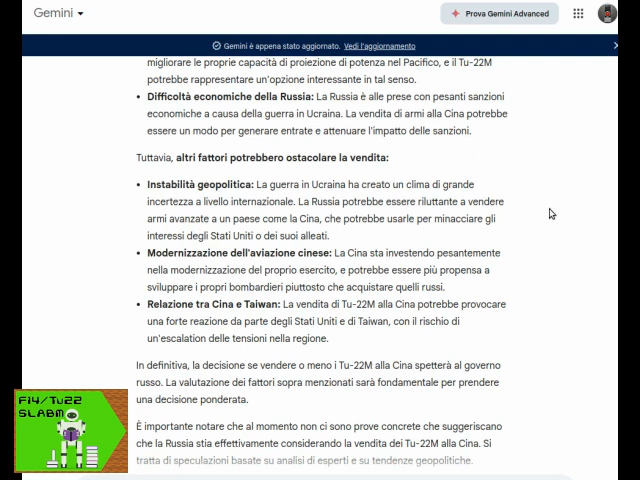 Gemini
Prova Gemini Advanced
Gemini è appena stato aggiornato. Vedi l'aggiornamento
migliorare le proprie capacità di proiezione di potenza nel Pacifico, e il Tu-22M
potrebbe rappresentare un'opzione interessante in tal senso.
• Difficoltà economiche della Russia: La Russia è alle prese con pesanti sanzioni
economiche a causa della guerra in Ucraina. La vendita di armi alla Cina potrebbe
essere un modo per generare entrate e attenuare l'impatto delle sanzioni.
Tuttavia, altri fattori potrebbero ostacolare la vendita:
• Instabilità geopolitica: La guerra in Ucraina ha creato un clima di grande
incertezza a livello internazionale. La Russia potrebbe essere riluttante a vendere
armi avanzate a un paese come la Cina, che potrebbe usarle per minacciare gli
interessi degli Stati Uniti o dei suoi alleati.
• Modernizzazione dell'aviazione cinese: La Cina sta investendo pesantemente
nella modernizzazione del proprio esercito, e potrebbe essere più propensa a
sviluppare i propri bombardieri piuttosto che acquistare quelli russi.
• Relazione tra Cina e Taiwan: La vendita di Tu-22M alla Cina potrebbe provocare
una forte reazione da parte degli Stati Uniti e di Taiwan, con il rischio di
un'escalation delle tensioni nella regione.
In definitiva, la decisione se vendere o meno i Tu-22M alla Cina spetterà al governo
russo. La valutazione dei fattori sopra menzionati sarà fondamentale per prendere
una decisione ponderata.
È importante notare che al momento non ci sono prove concrete che suggeriscano
che la Russia stia effettivamente considerando la vendita dei Tu-22M alla Cina. Si
tratta di speculazioni basate su analisi di esperti e su tendenze geopolitiche.
F14/Tu22
SLABM